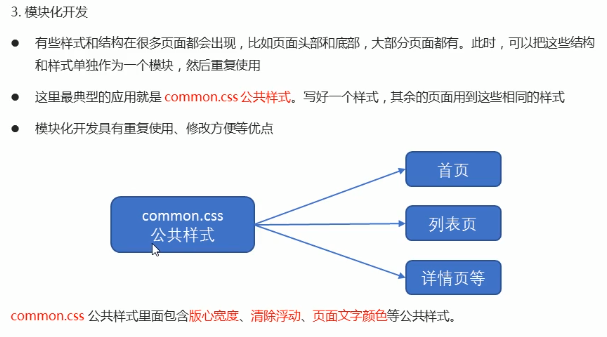 3. 模块化开发
● 有些样式和结构在很多页面都会出现，比如页面头部和底部，大部分页面都有。此时，可以把这些结构
和样式单独作为一个模块，然后重复使用
● 这里最典型的应用就是 common.css 公共样式。写好一个样式，其余的页面用到这些相同的样式
● 模块化开发具有重复使用、修改方便等优点
首页
common.css
公共样式
列表页
详情页等
common.css 公共样式里面包含版心宽度、清除浮动、页面文字颜色等公共样式。